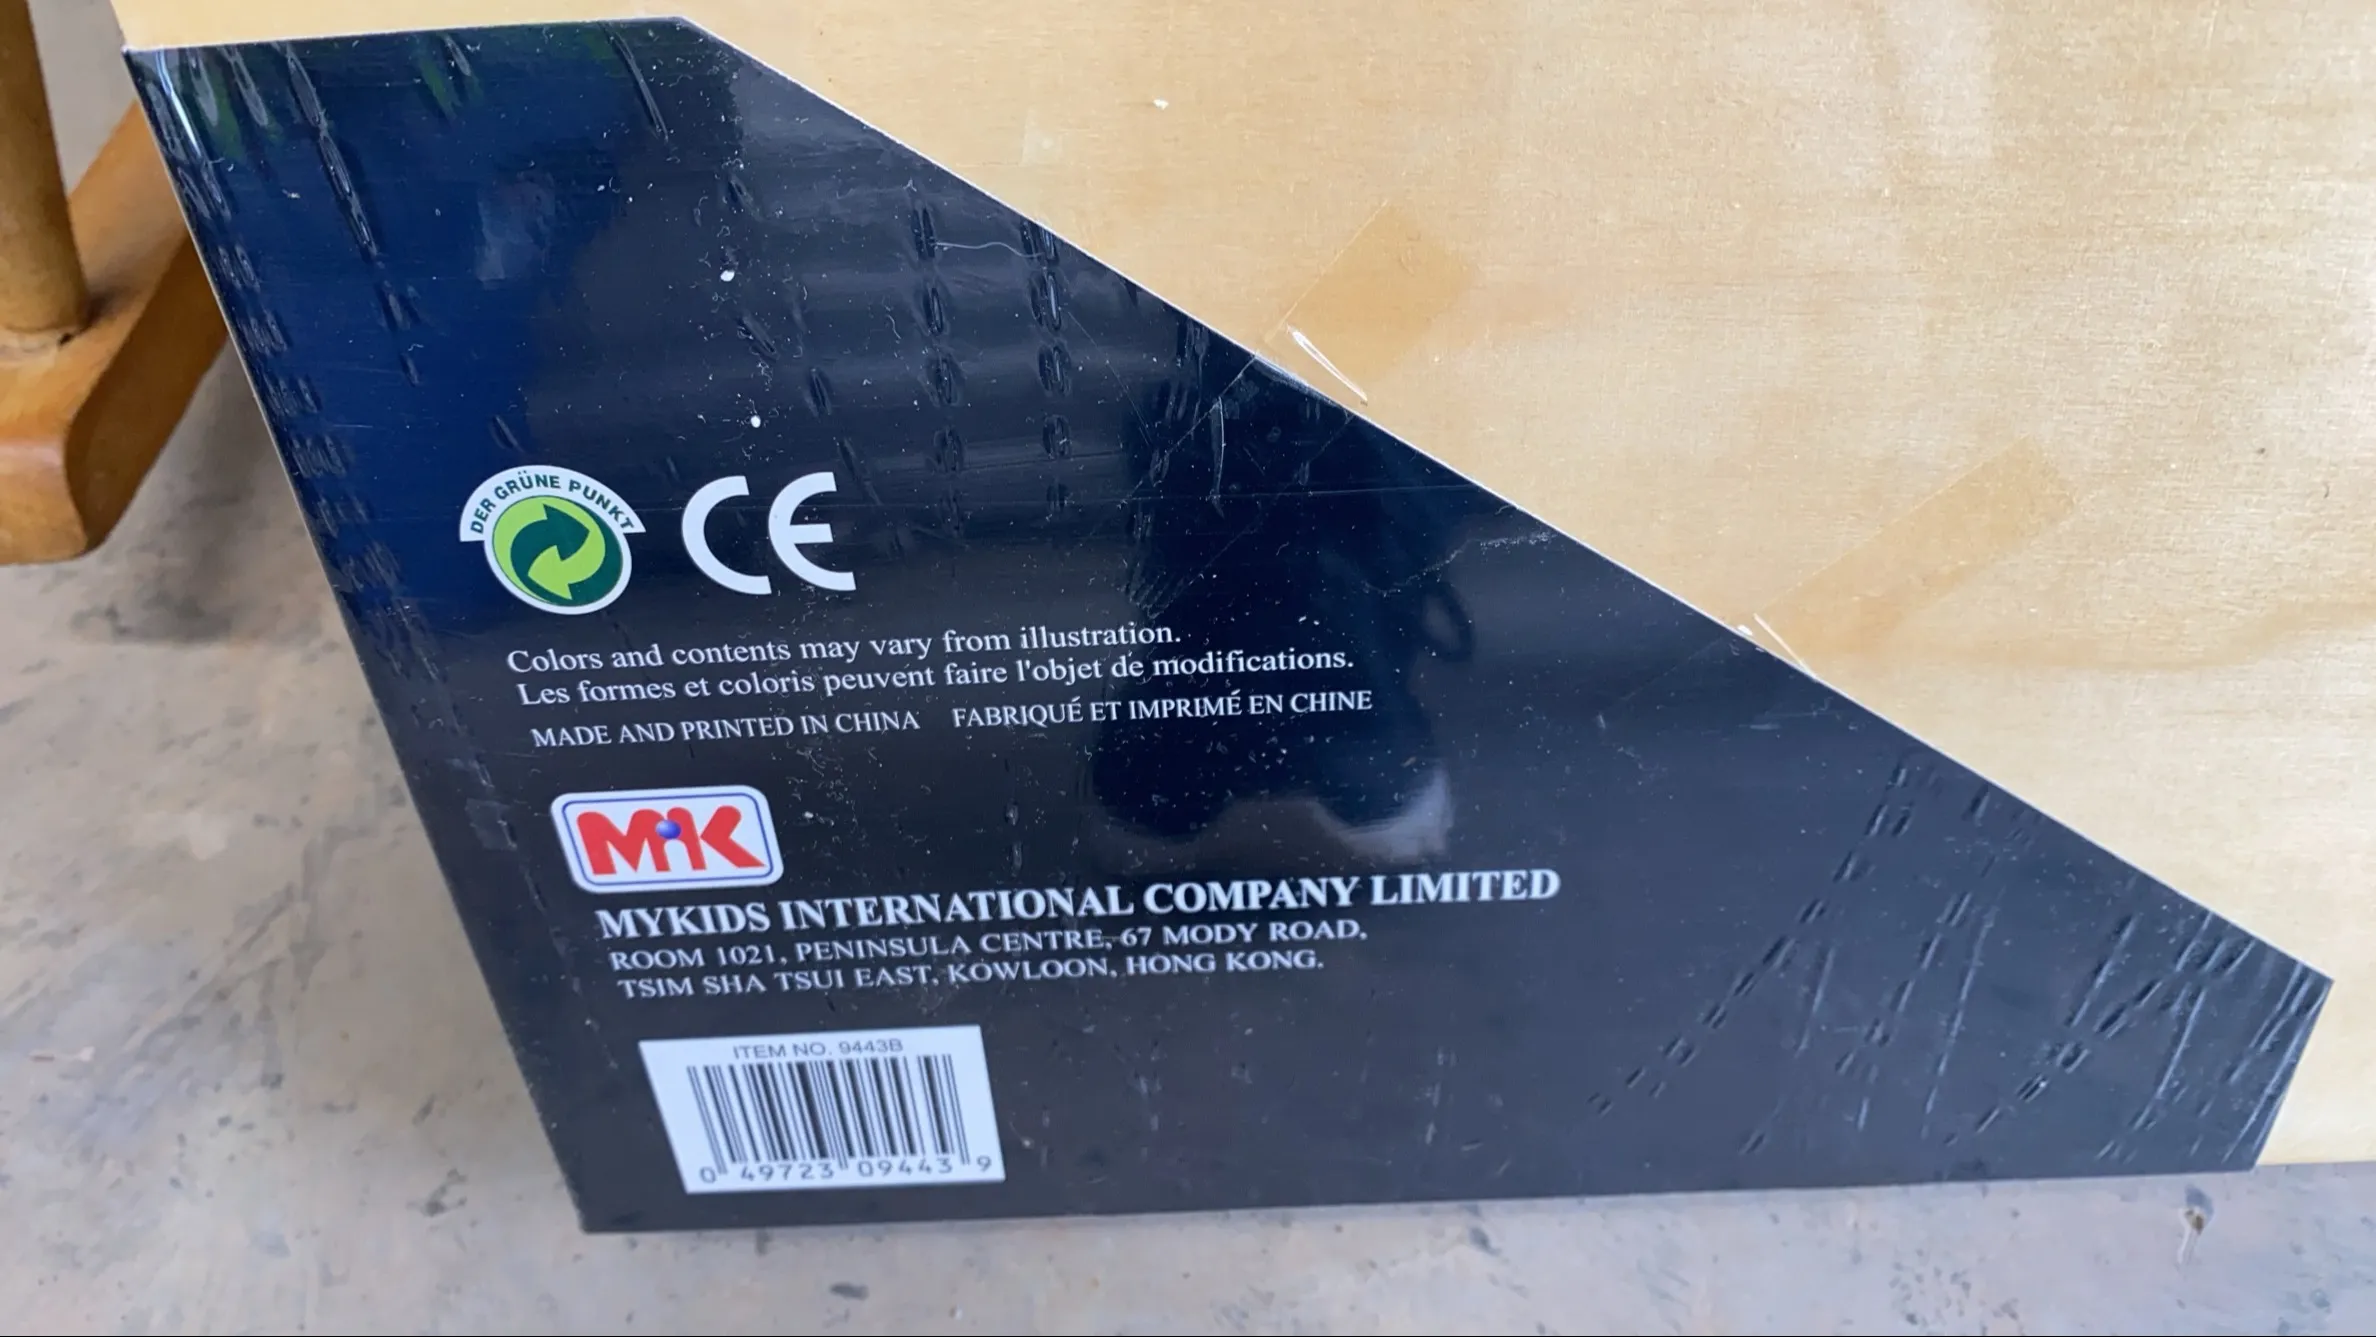 DER GRÜNE PUNKT
CE
Colors and contents may vary from illustration.
Les formes et coloris peuvent faire l'objet de modifications.
MADE AND PRINTED IN CHINA FABRIQUÉ ET IMPRIMÉ EN CHINE
MK
MYKIDS INTERNATIONAL COMPANY LIMITED
ROOM 1021, PENINSULA CENTRE, 67 MODY ROAD,
TSIM SHA TSUI EAST, KOWLOON, HONG KONG.
ITEM NO. 9443B
0 49723 09443 9